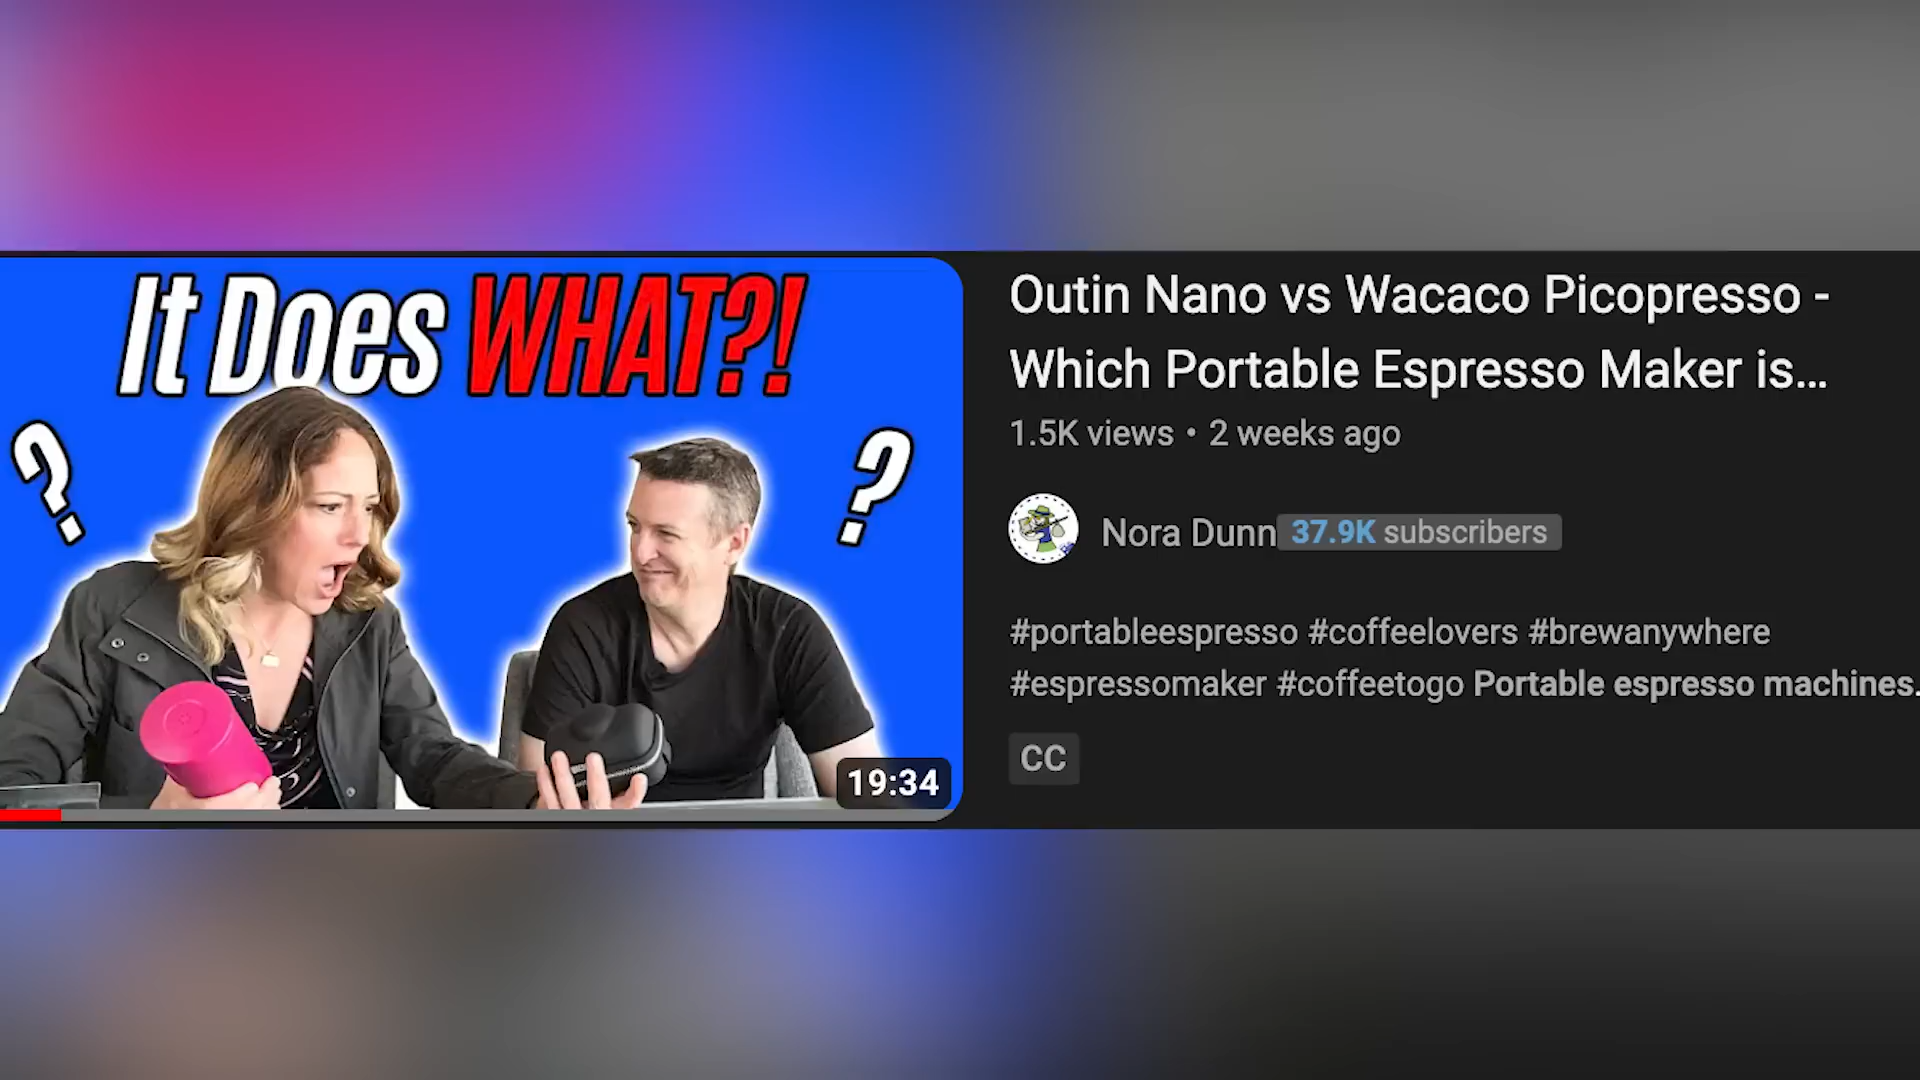 It Does WHAT?!
?
?
19:34
Outin Nano vs Wacaco Picopresso -
Which Portable Espresso Maker is...
1.5K views • 2 weeks ago
Nora Dunn 37.9K subscribers
#portableespresso #coffeelovers #brewanywhere
#espressomaker #coffeetogo Portable espresso machines.
CC